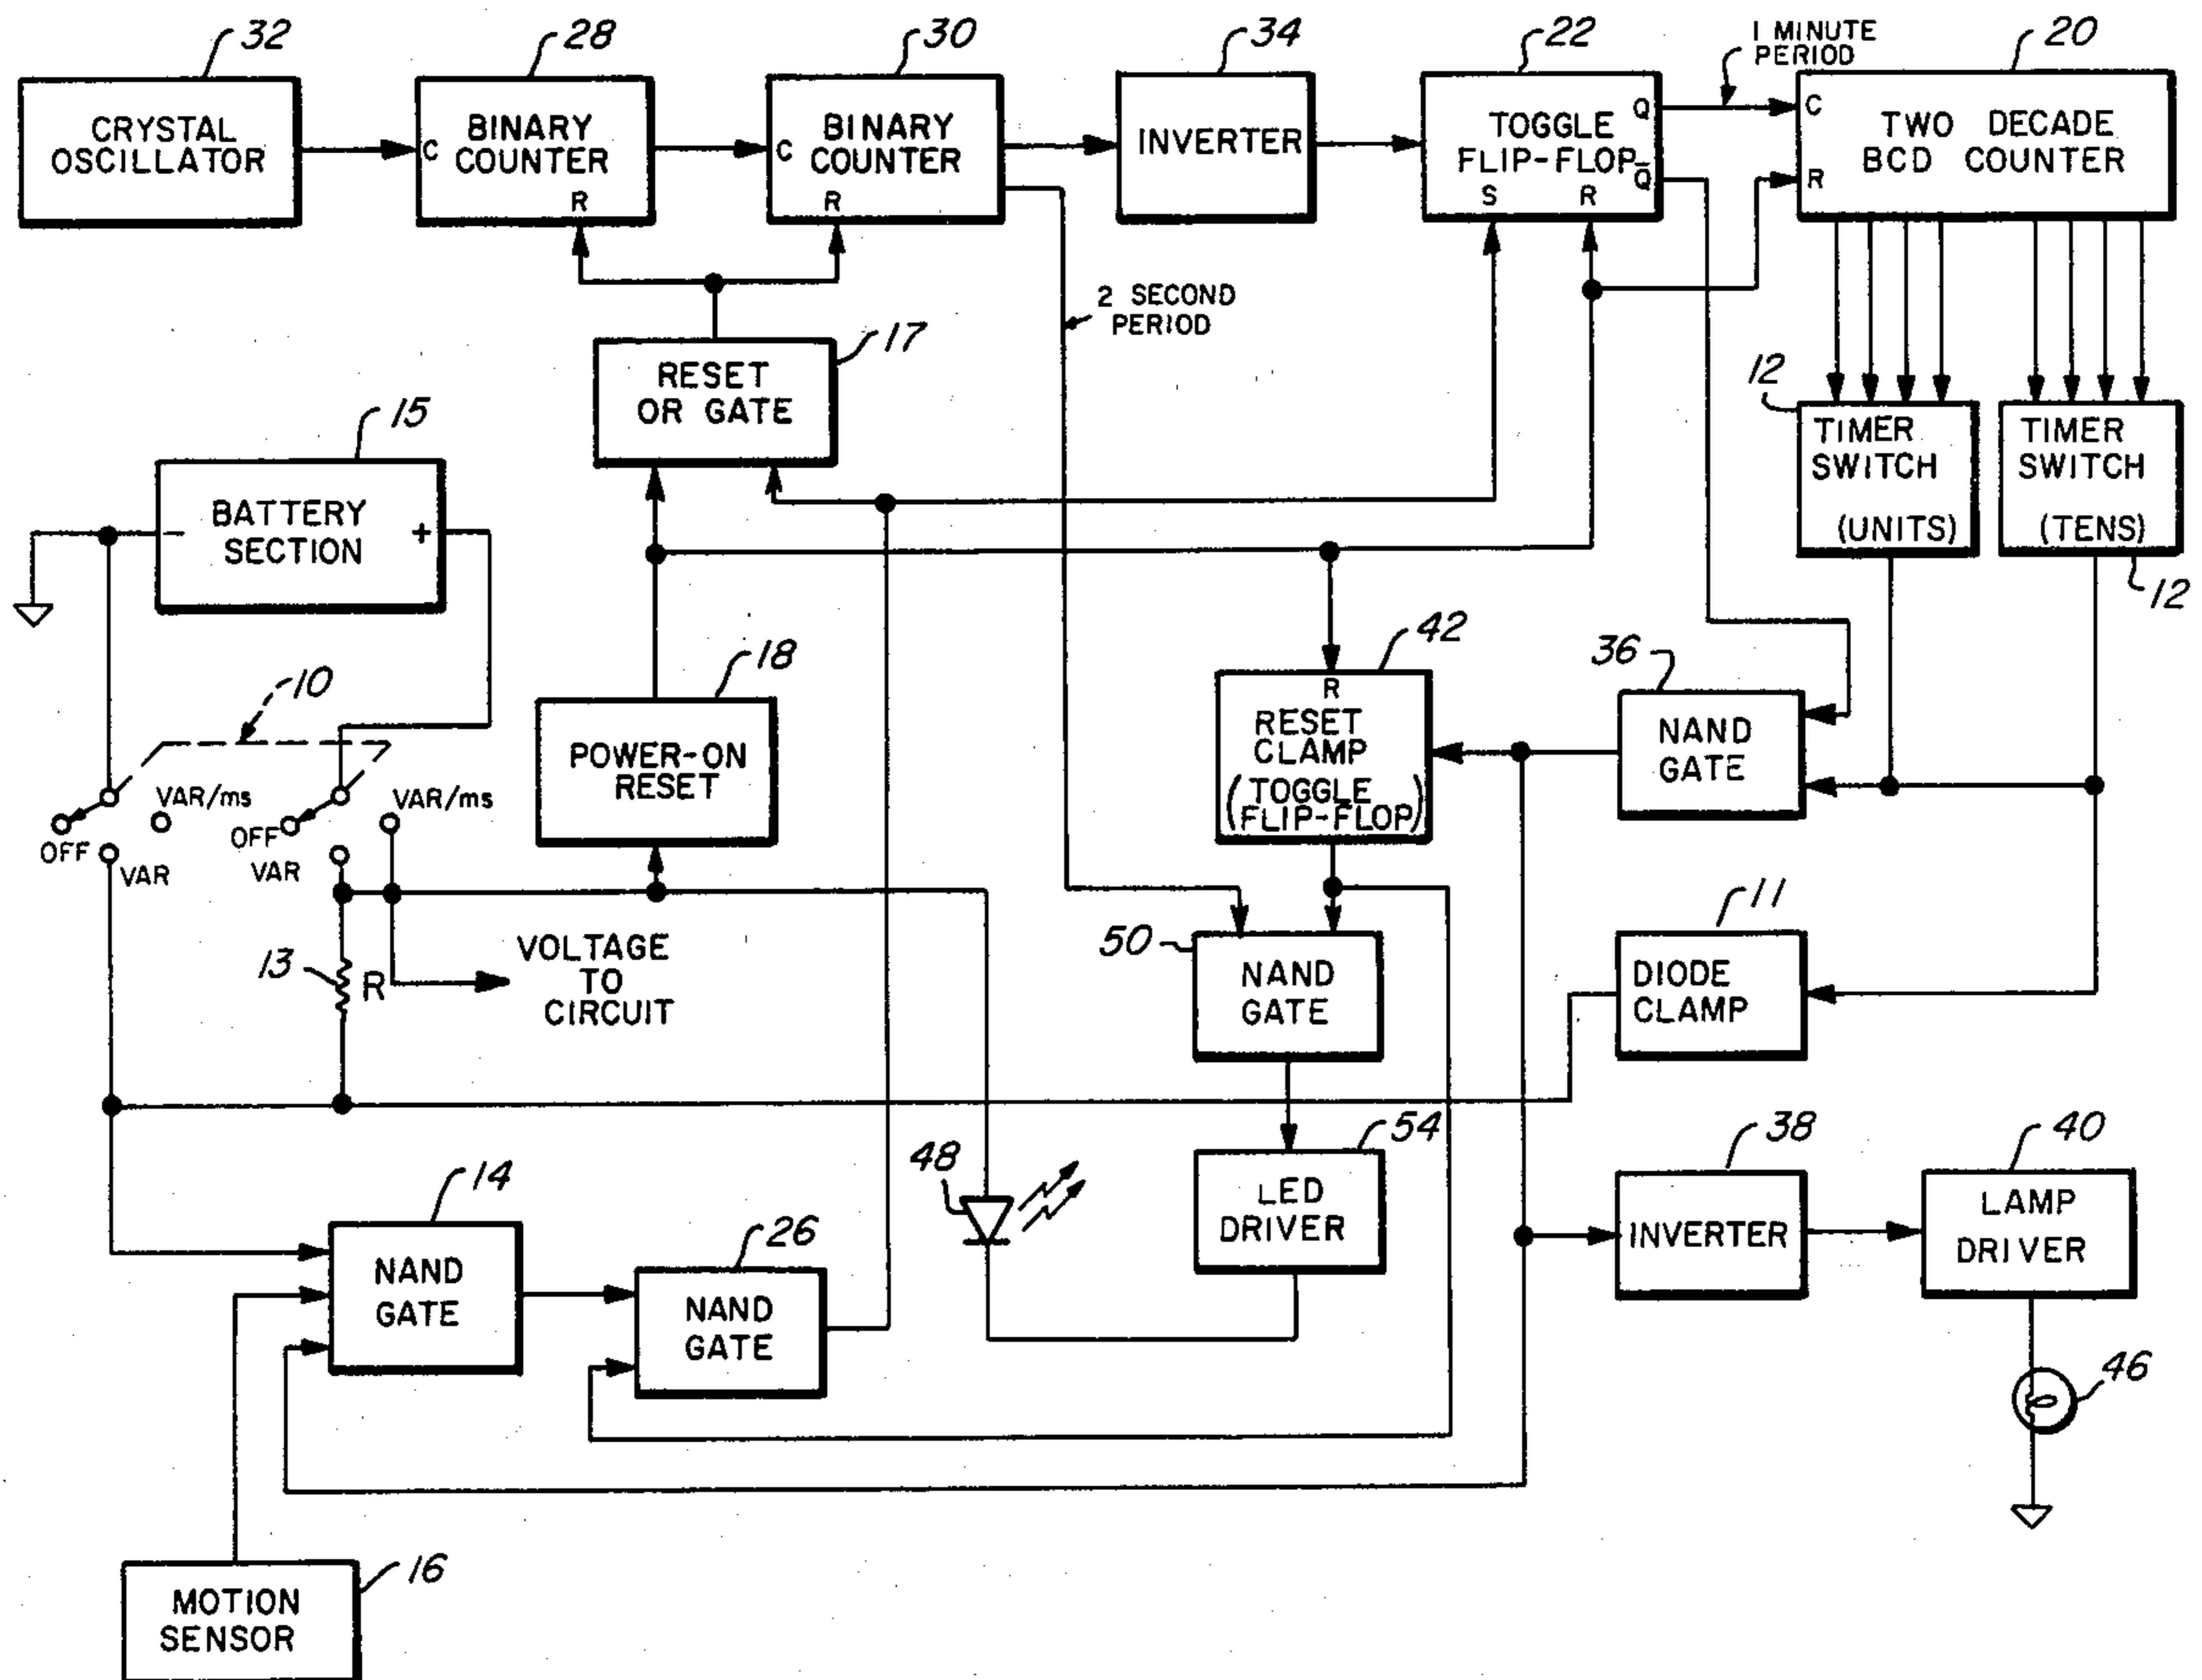 32
28
30
34
22
1 MINUTE
PERIOD
20
CRYSTAL
OSCILLATOR
C
BINARY
COUNTER
R
C
BINARY
COUNTER
R
INVERTER
TOGGLE
FLIP-FLOP
Q
Q̄
S
R
C
R
TWO DECADE
BCD COUNTER
2 SECOND
PERIOD
17
RESET
OR GATE
15
BATTERY
SECTION
-
+
12
TIMER
SWITCH
(UNITS)
TIMER
SWITCH
(TENS)
12
10
18
POWER-ON
RESET
42
R
RESET
CLAMP
(TOGGLE
FLIP-FLOP)
36
NAND
GATE
OFF
VAR
VAR/ms
OFF
VAR
VAR/ms
13
R
VOLTAGE
TO
CIRCUIT
50
NAND
GATE
11
DIODE
CLAMP
14
NAND
GATE
26
NAND
GATE
48
54
LED
DRIVER
38
INVERTER
40
LAMP
DRIVER
46
16
MOTION
SENSOR